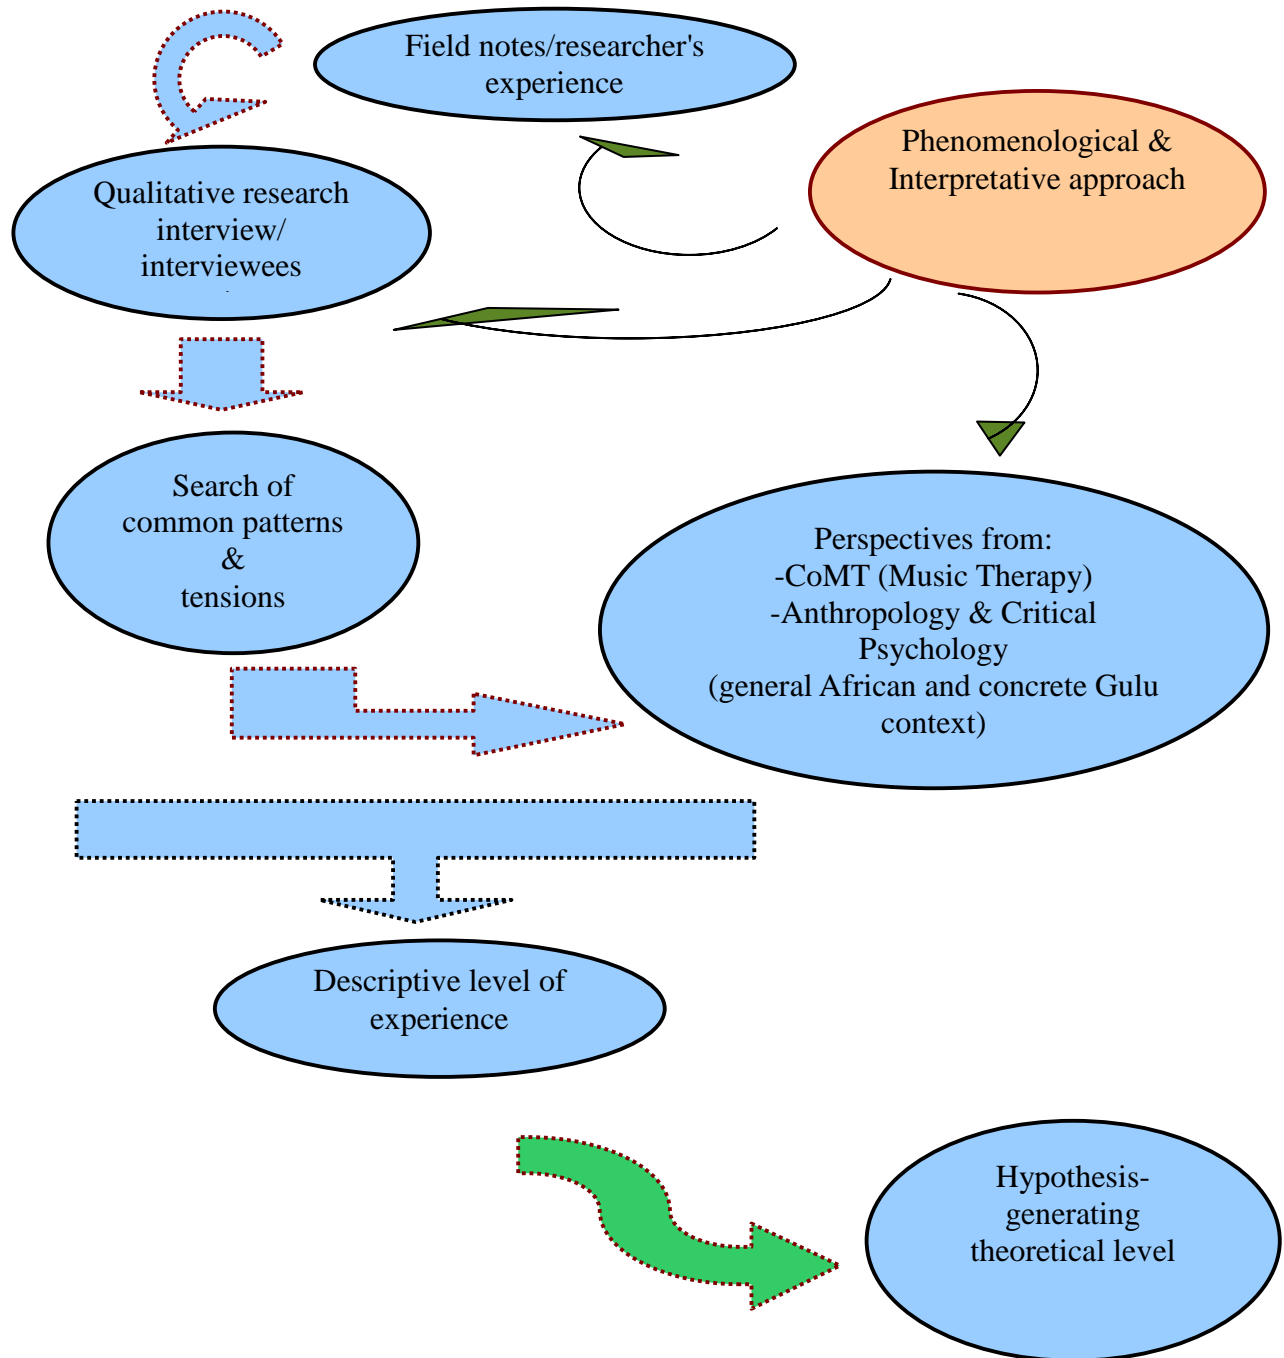 Field notes/researcher's
experience
Phenomenological &
Interpretative approach
Qualitative research
interview/
interviewees
Search of
common patterns
&
tensions
Perspectives from:
-CoMT (Music Therapy)
-Anthropology & Critical
Psychology
(general African and concrete Gulu
context)
Descriptive level of
experience
Hypothesis-
generating
theoretical level